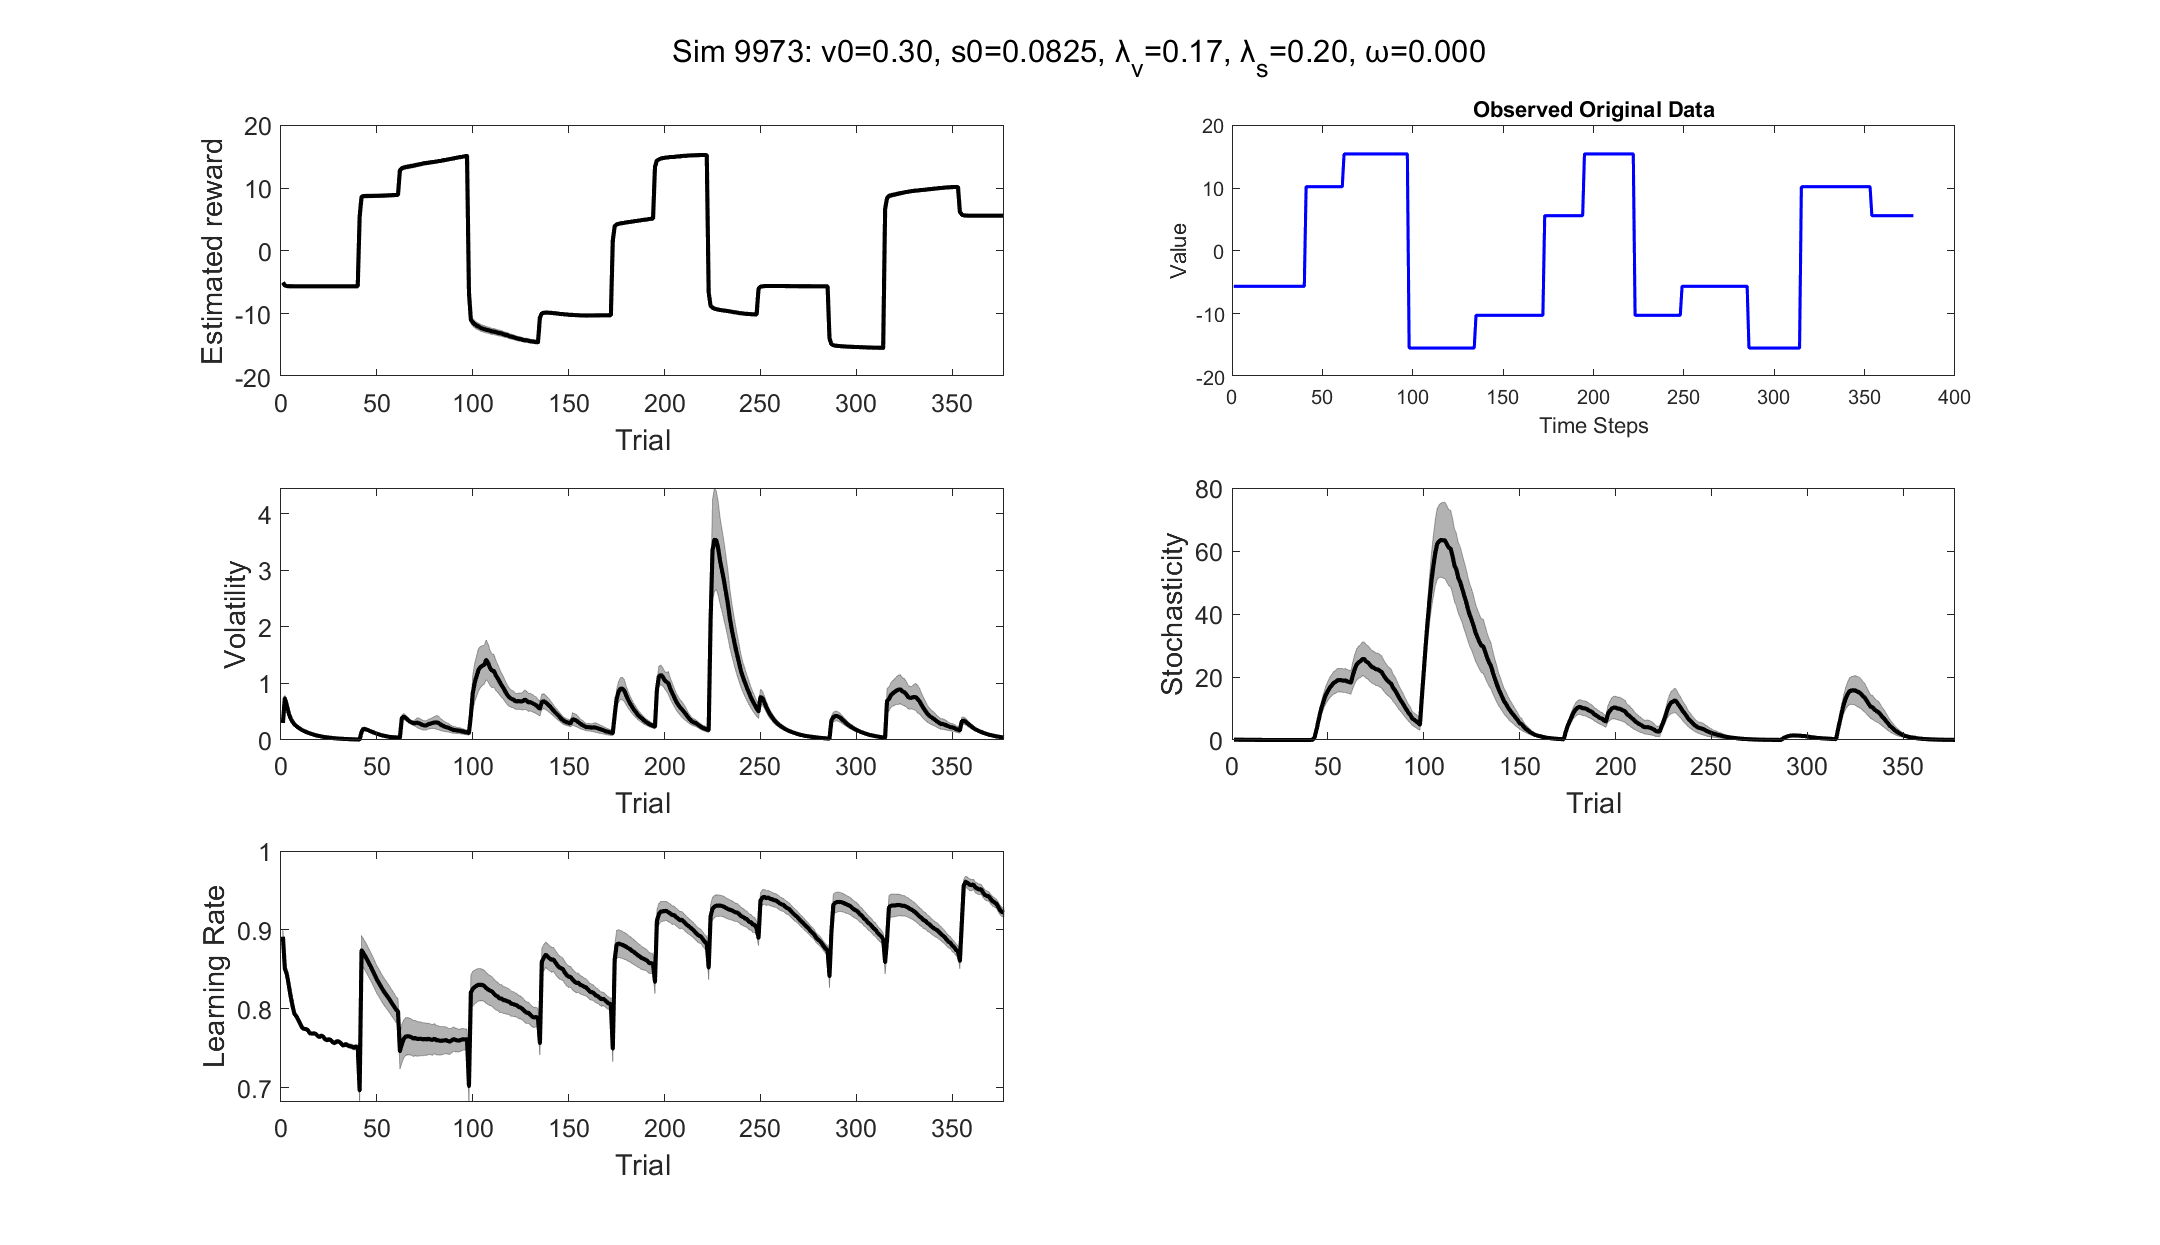 Sim 9973: v0=0.30, s0=0.0825, λ_v=0.17, λ_s=0.20, ω=0.000
Estimated reward
20
10
0
-10
-20
0 50 100 150 200 250 300 350
Trial
Observed Original Data
Value
20
10
0
-10
-20
0 50 100 150 200 250 300 350 400
Time Steps
Volatility
4
3
2
1
0
0 50 100 150 200 250 300 350
Trial
Stochasticity
80
60
40
20
0
0 50 100 150 200 250 300 350
Trial
Learning Rate
1
0.9
0.8
0.7
0 50 100 150 200 250 300 350
Trial